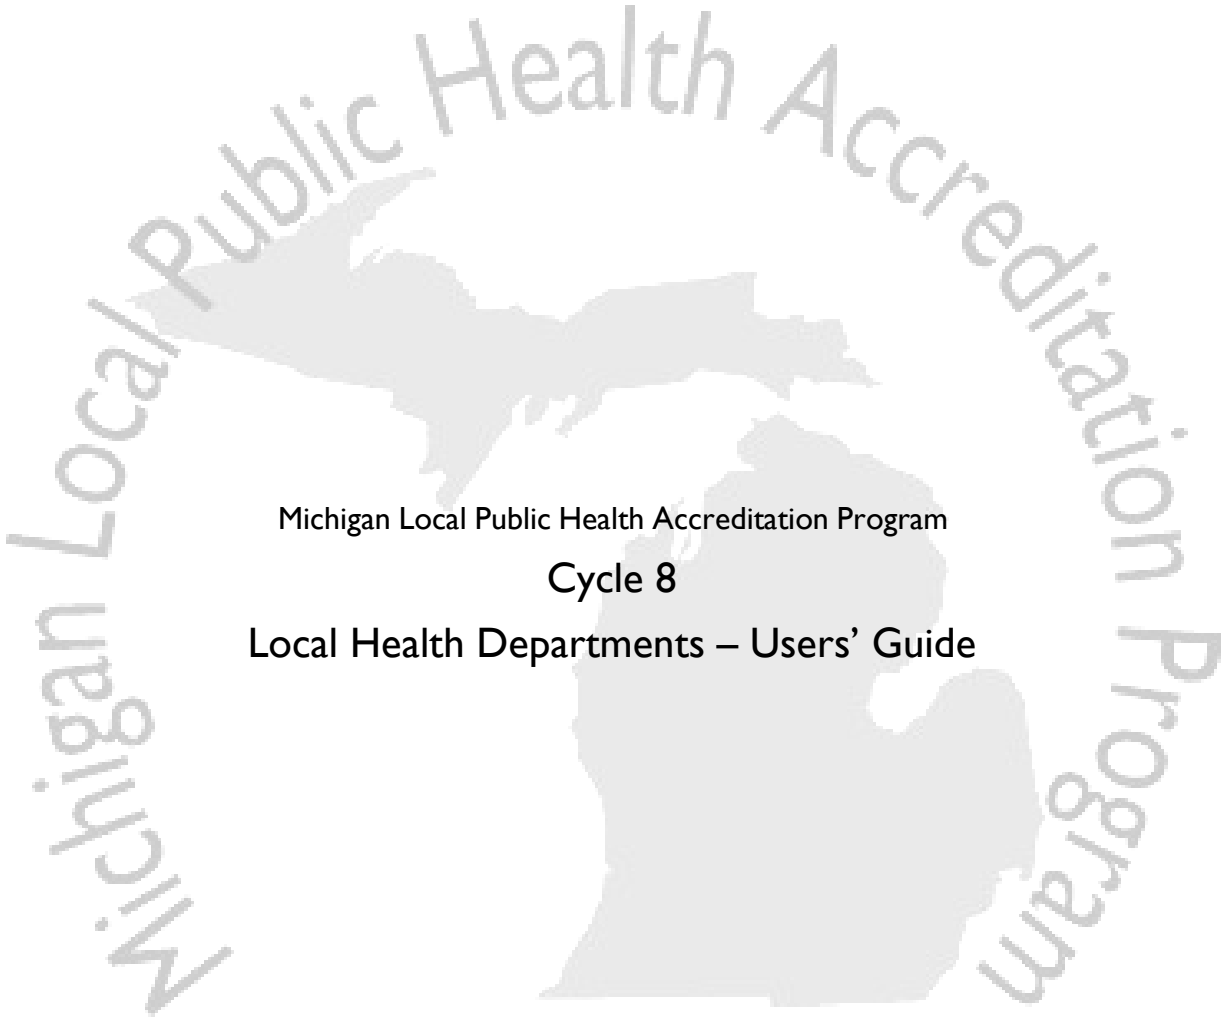 Michigan Local Public Health Accreditation Program
Michigan Local Public Health Accreditation Program
Cycle 8
Local Health Departments – Users’ Guide